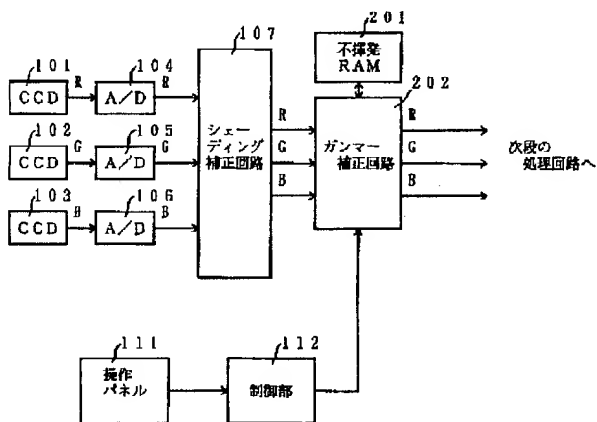 １０１
１０４
１０７
２０１
不揮発
ＲＡＭ
２０２
ＣＣＤ
R
Ａ／Ｄ
R
１０２
１０５
ＣＣＤ
G
Ａ／Ｄ
G
１０３
１０６
ＣＣＤ
B
Ａ／Ｄ
B
シェー
ディング
補正回路
R
G
B
ガンマー
補正回路
R
G
B
次段の
処理回路へ
１１１
操作
パネル
１１２
制御部